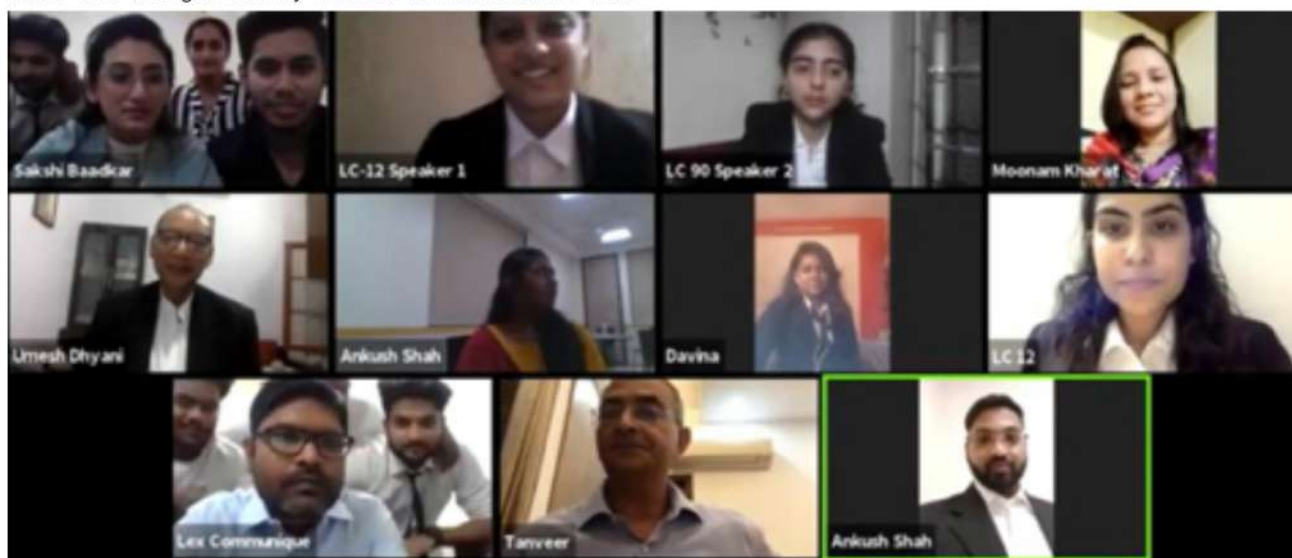 Sakshi Baadkar
LC-12 Speaker 1
LC 90 Speaker 2
Moonam Kharat
Umesh Dhyani
Ankush Shah
Davina
LC 12
Lex Communique
Tanveer
Ankush Shah